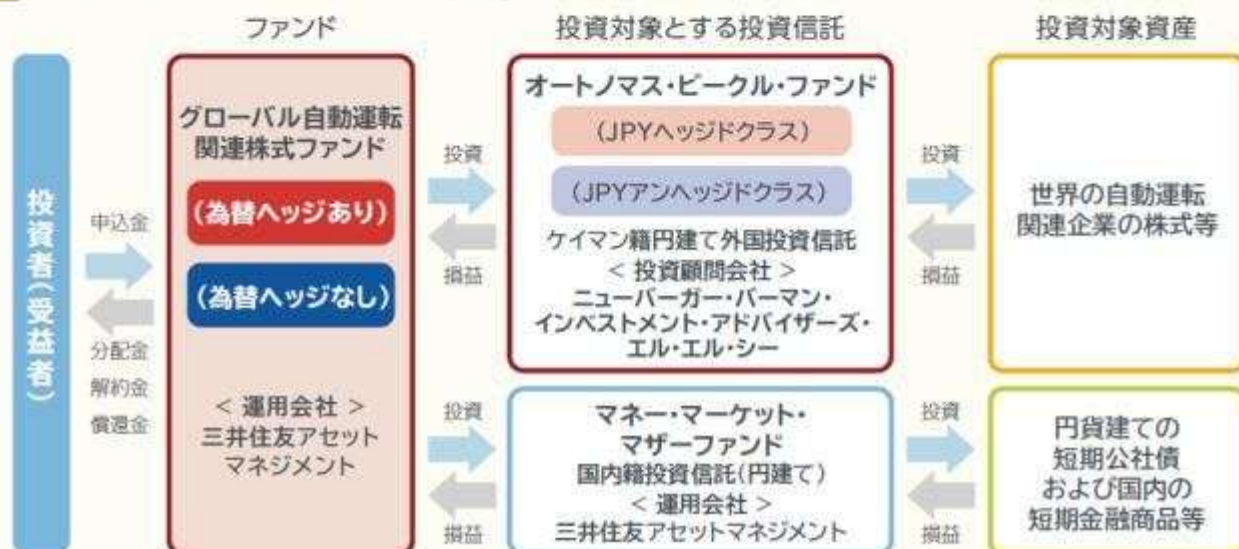 ファンド
投資対象とする投資信託
投資対象資産
投資者(受益者)
申込金
分配金
解約金
償還金
グローバル自動運転
関連株式ファンド
(為替ヘッジあり)
(為替ヘッジなし)
< 運用会社 >
三井住友アセット
マネジメント
投資
損益
オートノマス・ビークル・ファンド
(JPYヘッジドクラス)
(JPYアンヘッジドクラス)
ケイマン籍円建て外国投資信託
< 投資顧問会社 >
ニューバーガー・バーマン・
インベストメント・アドバイザーズ・
エル・エル・シー
投資
損益
世界の自動運転
関連企業の株式等
投資
損益
マネー・マーケット・
マザーファンド
国内籍投資信託(円建て)
< 運用会社 >
三井住友アセットマネジメント
投資
損益
円貨建ての
短期公社債
および国内の
短期金融商品等